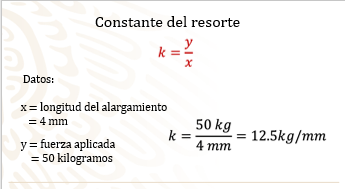 Constante del resorte
k = y/x
Datos:
x = longitud del alargamiento
= 4 mm
y = fuerza aplicada
= 50 kilogramos
k = 50 kg/4 mm = 12.5kg/mm